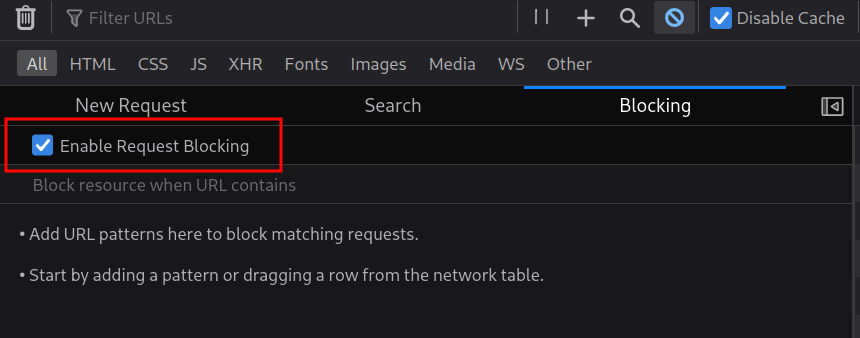 Filter URLs Disable Cache
All HTML CSS JS XHR Fonts Images Media WS Other
New Request Search Blocking
Enable Request Blocking
Block resource when URL contains
• Add URL patterns here to block matching requests.
• Start by adding a pattern or dragging a row from the network table.